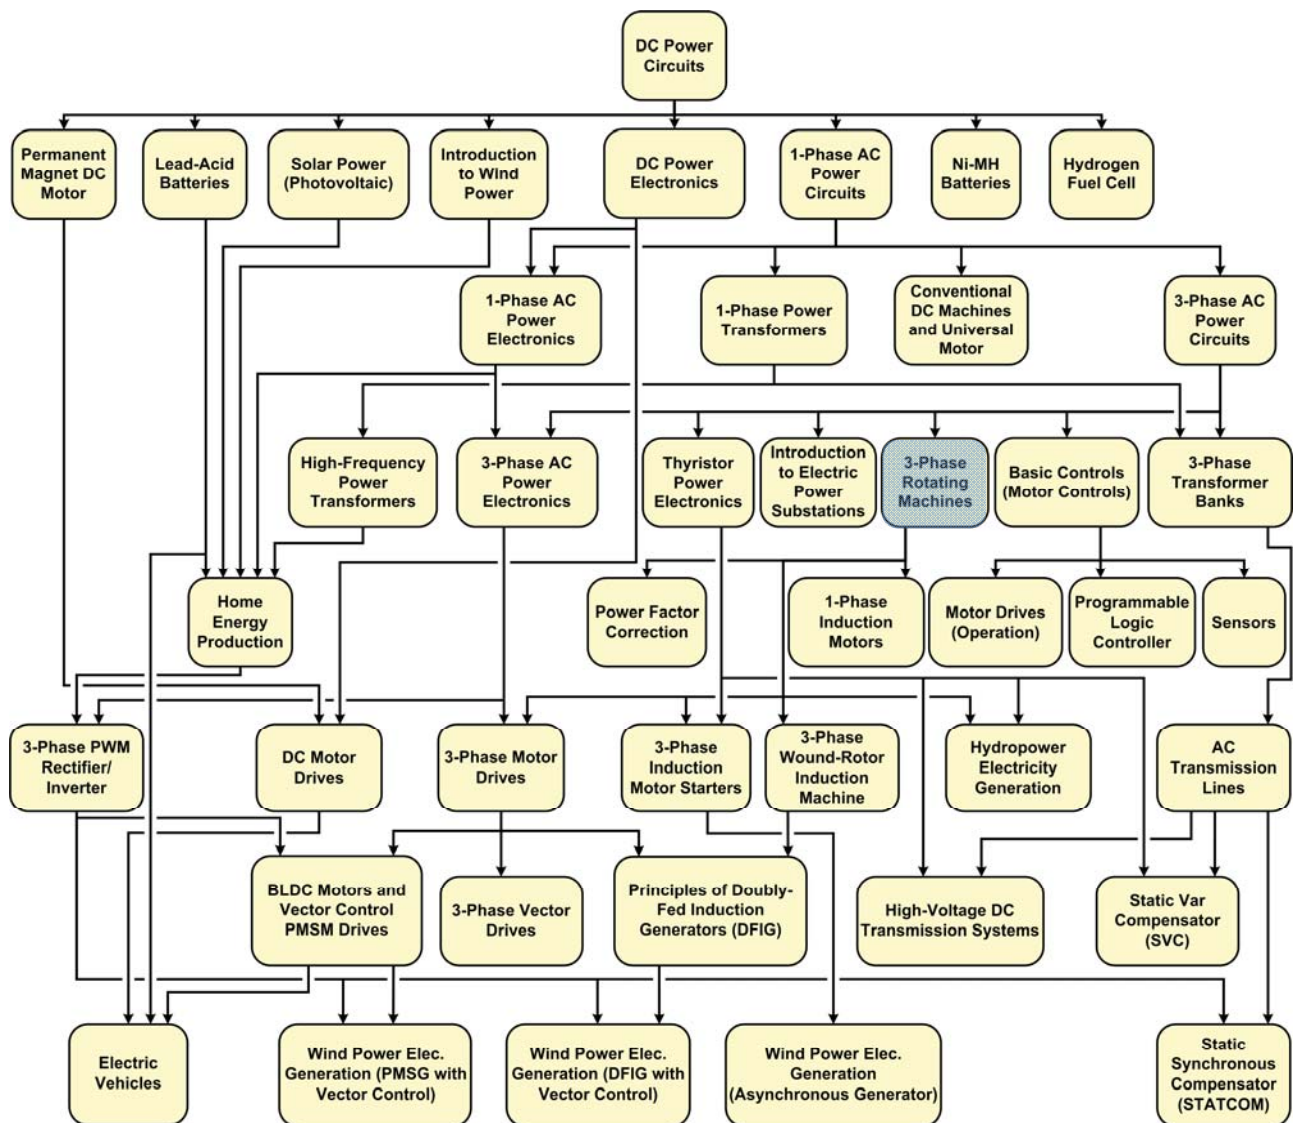 DC Power
Circuits
Permanent
Magnet DC
Motor
Lead-Acid
Batteries
Solar Power
(Photovoltaic)
Introduction
to Wind
Power
DC Power
Electronics
1-Phase AC
Power
Circuits
Ni-MH
Batteries
Hydrogen
Fuel Cell
1-Phase AC
Power
Electronics
1-Phase Power
Transformers
Conventional
DC Machines
and Universal
Motor
3-Phase AC
Power
Circuits
High-Frequency
Power
Transformers
3-Phase AC
Power
Electronics
Thyristor
Power
Electronics
Introduction
to Electric
Power
Substations
3-Phase
Rotating
Machines
Basic Controls
(Motor Controls)
3-Phase
Transformer
Banks
Home
Energy
Production
Power Factor
Correction
1-Phase
Induction
Motors
Motor Drives
(Operation)
Programmable
Logic
Controller
Sensors
3-Phase PWM
Rectifier/
Inverter
DC Motor
Drives
3-Phase Motor
Drives
3-Phase
Induction
Motor Starters
3-Phase
Wound-Rotor
Induction
Machine
Hydropower
Electricity
Generation
AC
Transmission
Lines
BLDC Motors and
Vector Control
PMSM Drives
3-Phase Vector
Drives
Principles of Doubly-
Fed Induction
Generators (DFIG)
High-Voltage DC
Transmission Systems
Static Var
Compensator
(SVC)
Electric
Vehicles
Wind Power Elec.
Generation (PMSG with
Vector Control)
Wind Power Elec.
Generation (DFIG with
Vector Control)
Wind Power Elec.
Generation
(Asynchronous Generator)
Static
Synchronous
Compensator
(STATCOM)